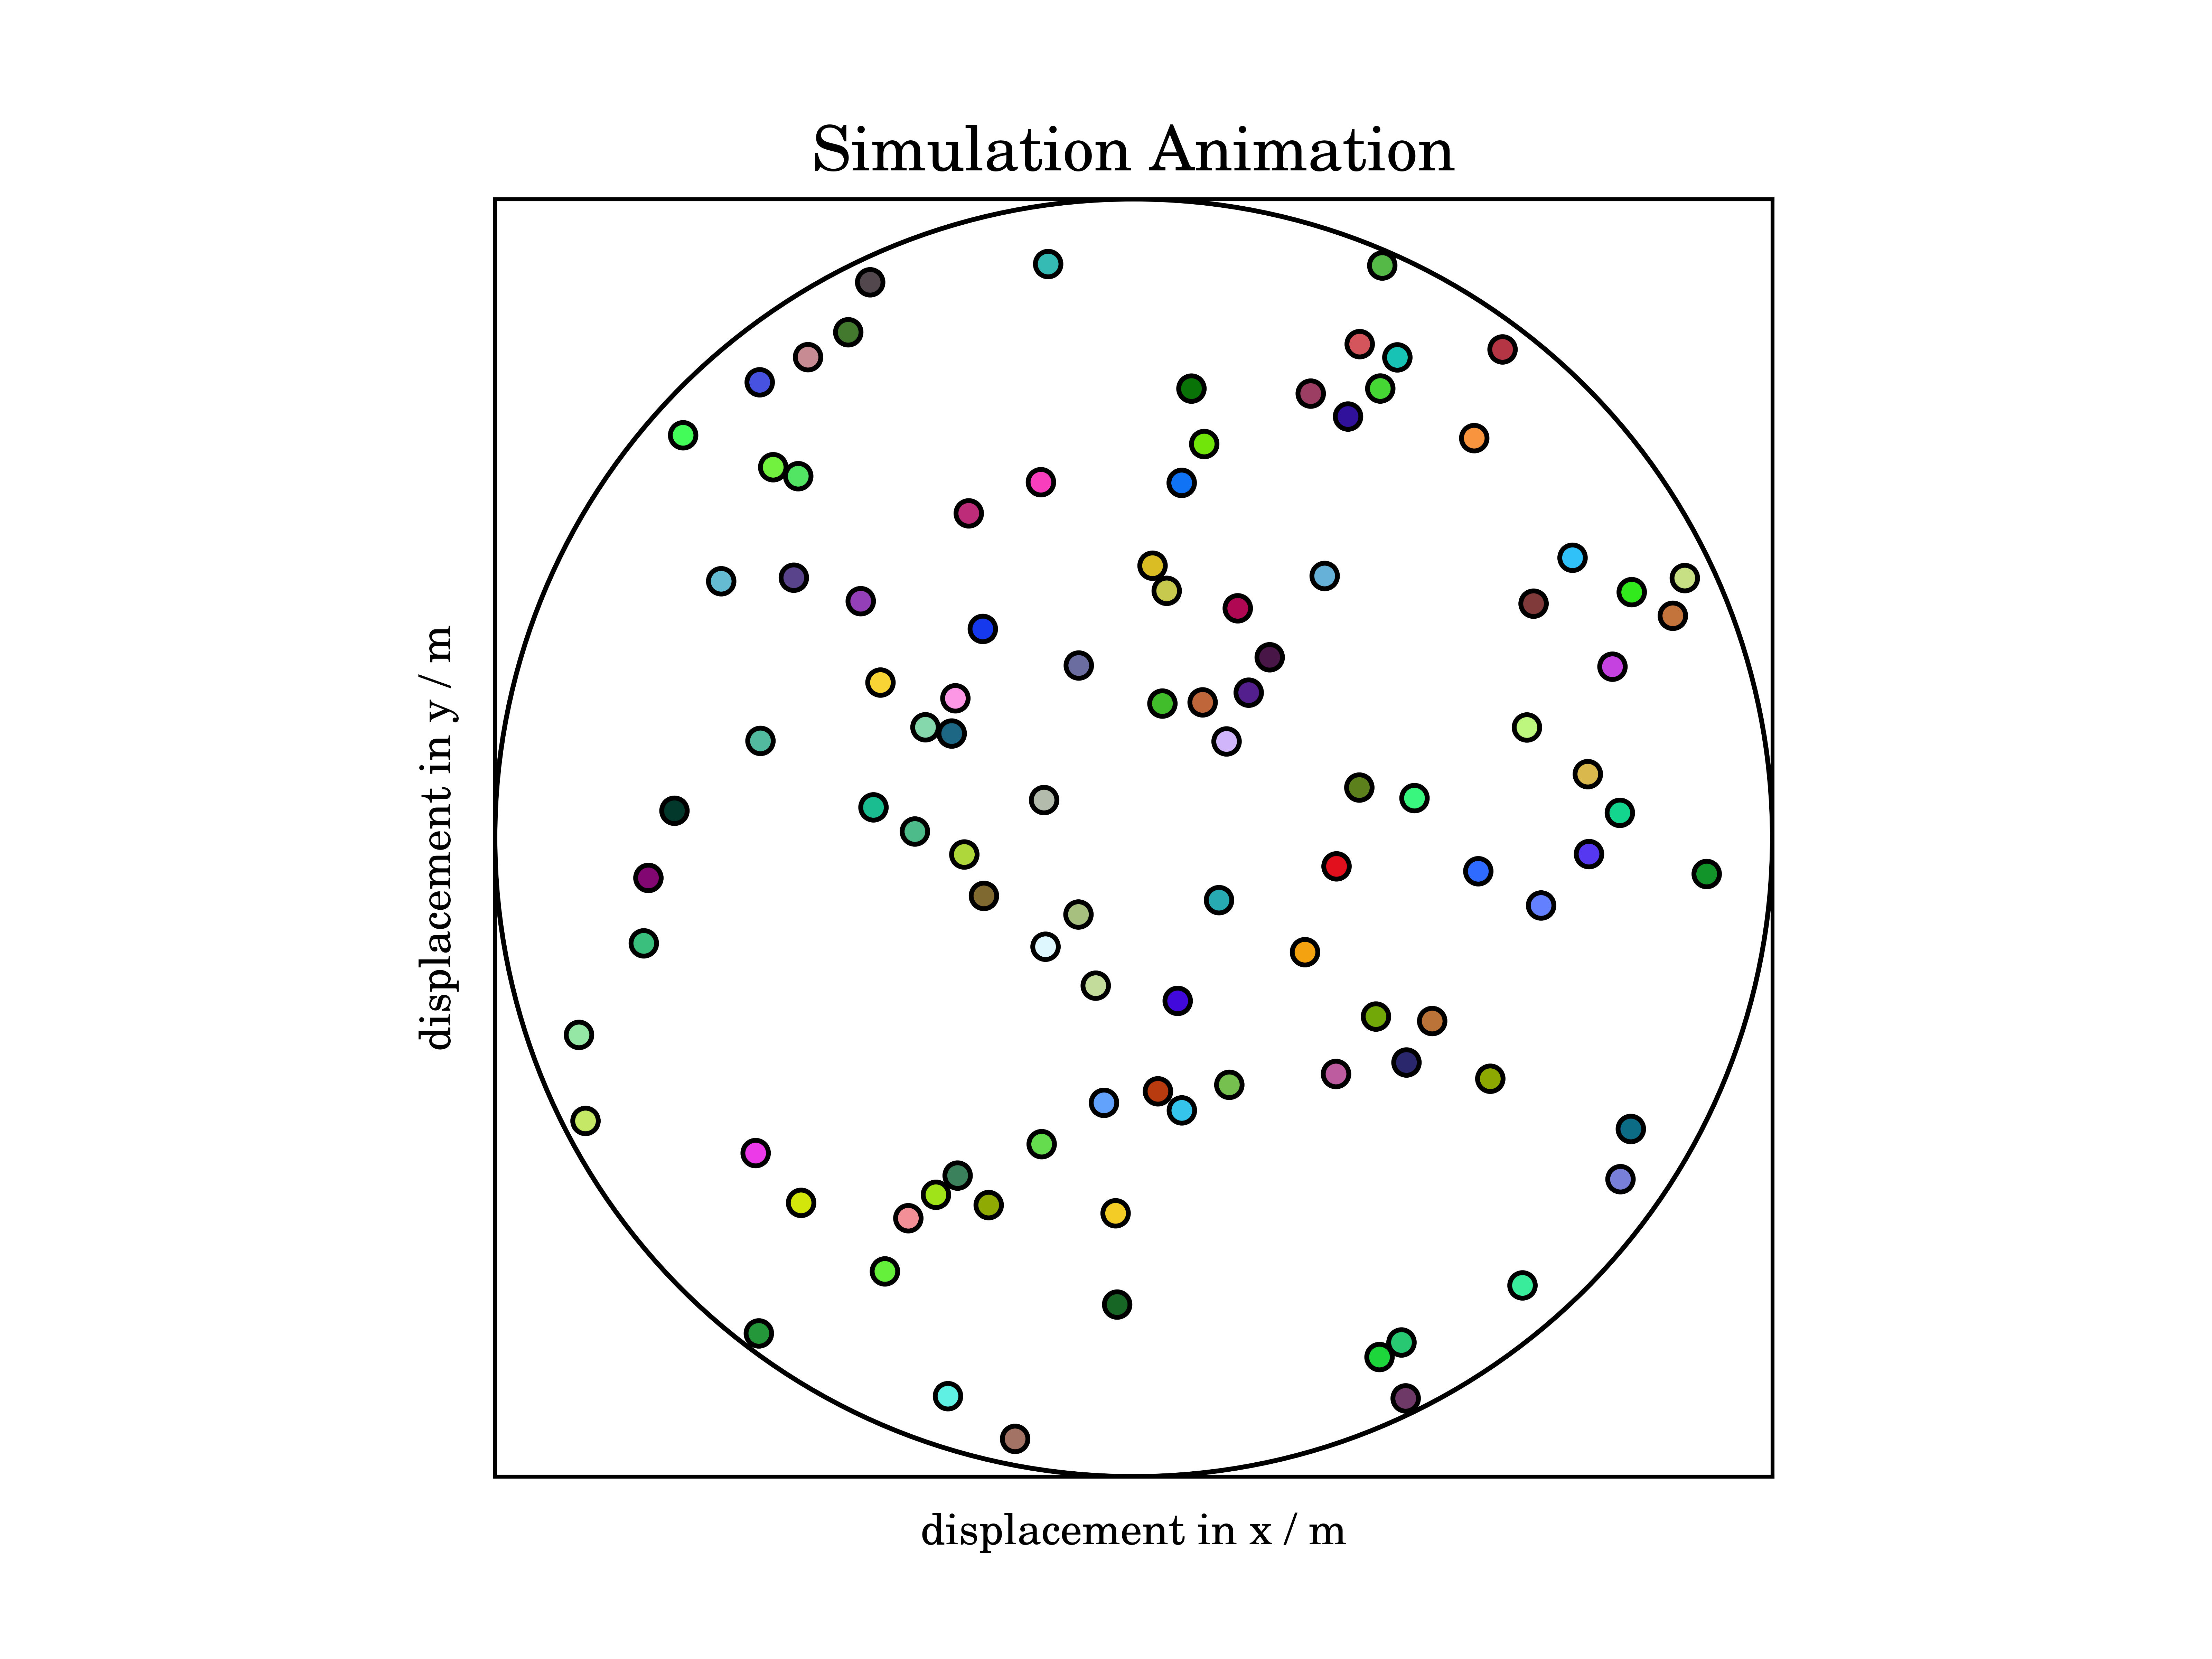 Simulation Animation
displacement in y / m
displacement in x / m